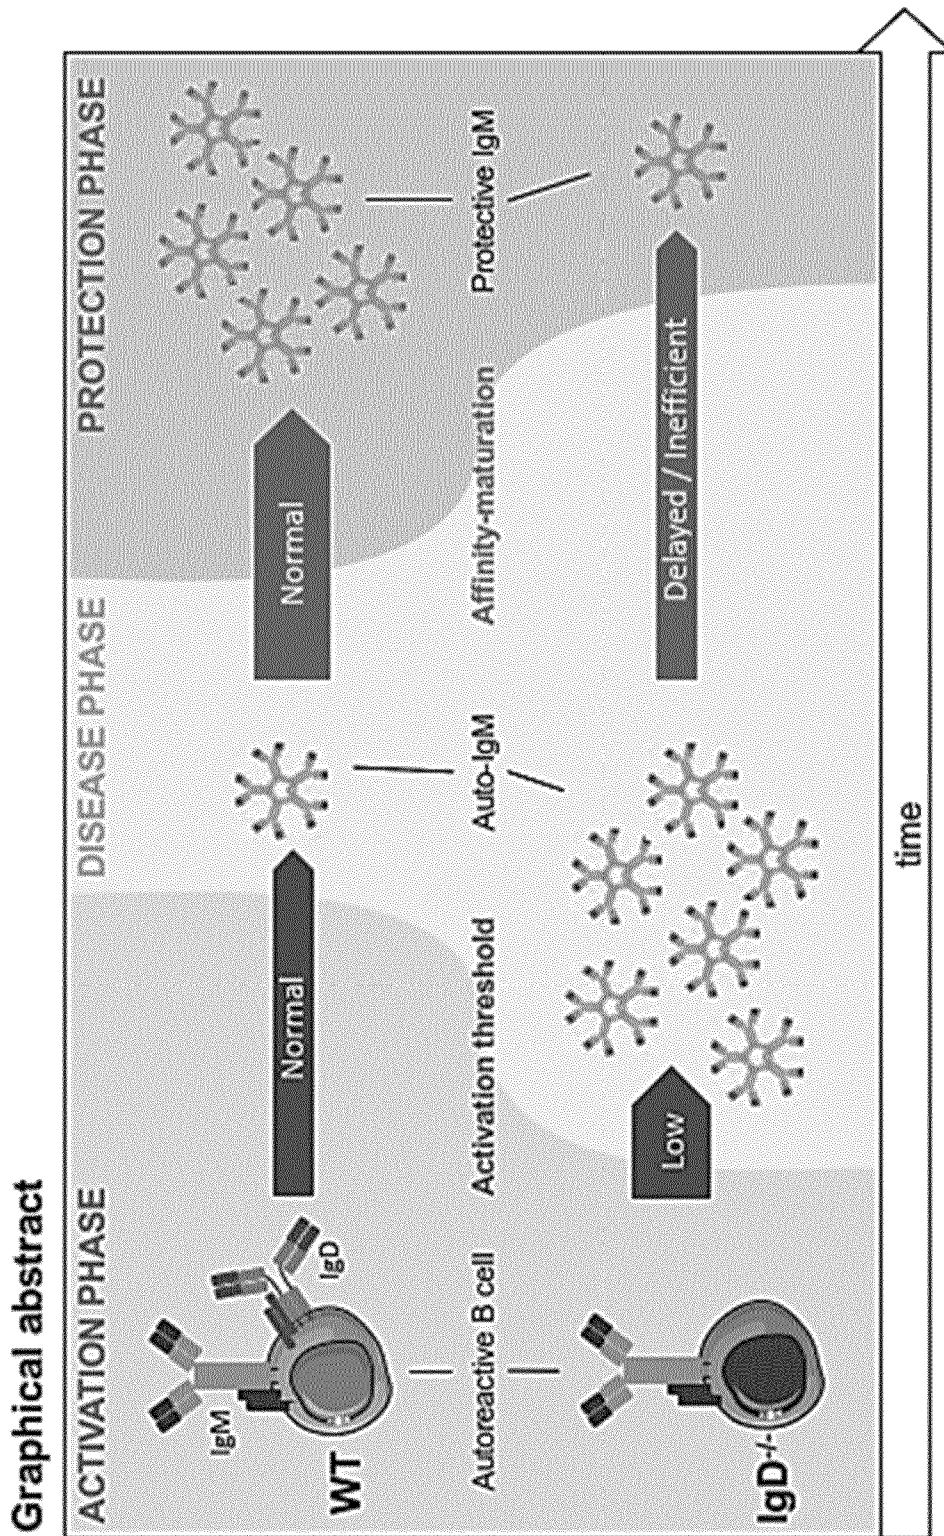 Graphical abstract
ACTIVATION PHASE
DISEASE PHASE
PROTECTION PHASE
IgM
IgD
WT
Normal
Normal
Autoreactive B cell
Activation threshold
Auto-IgM
Affinity-maturation
Protective IgM
IgD-/-
Low
Delayed / Inefficient
time